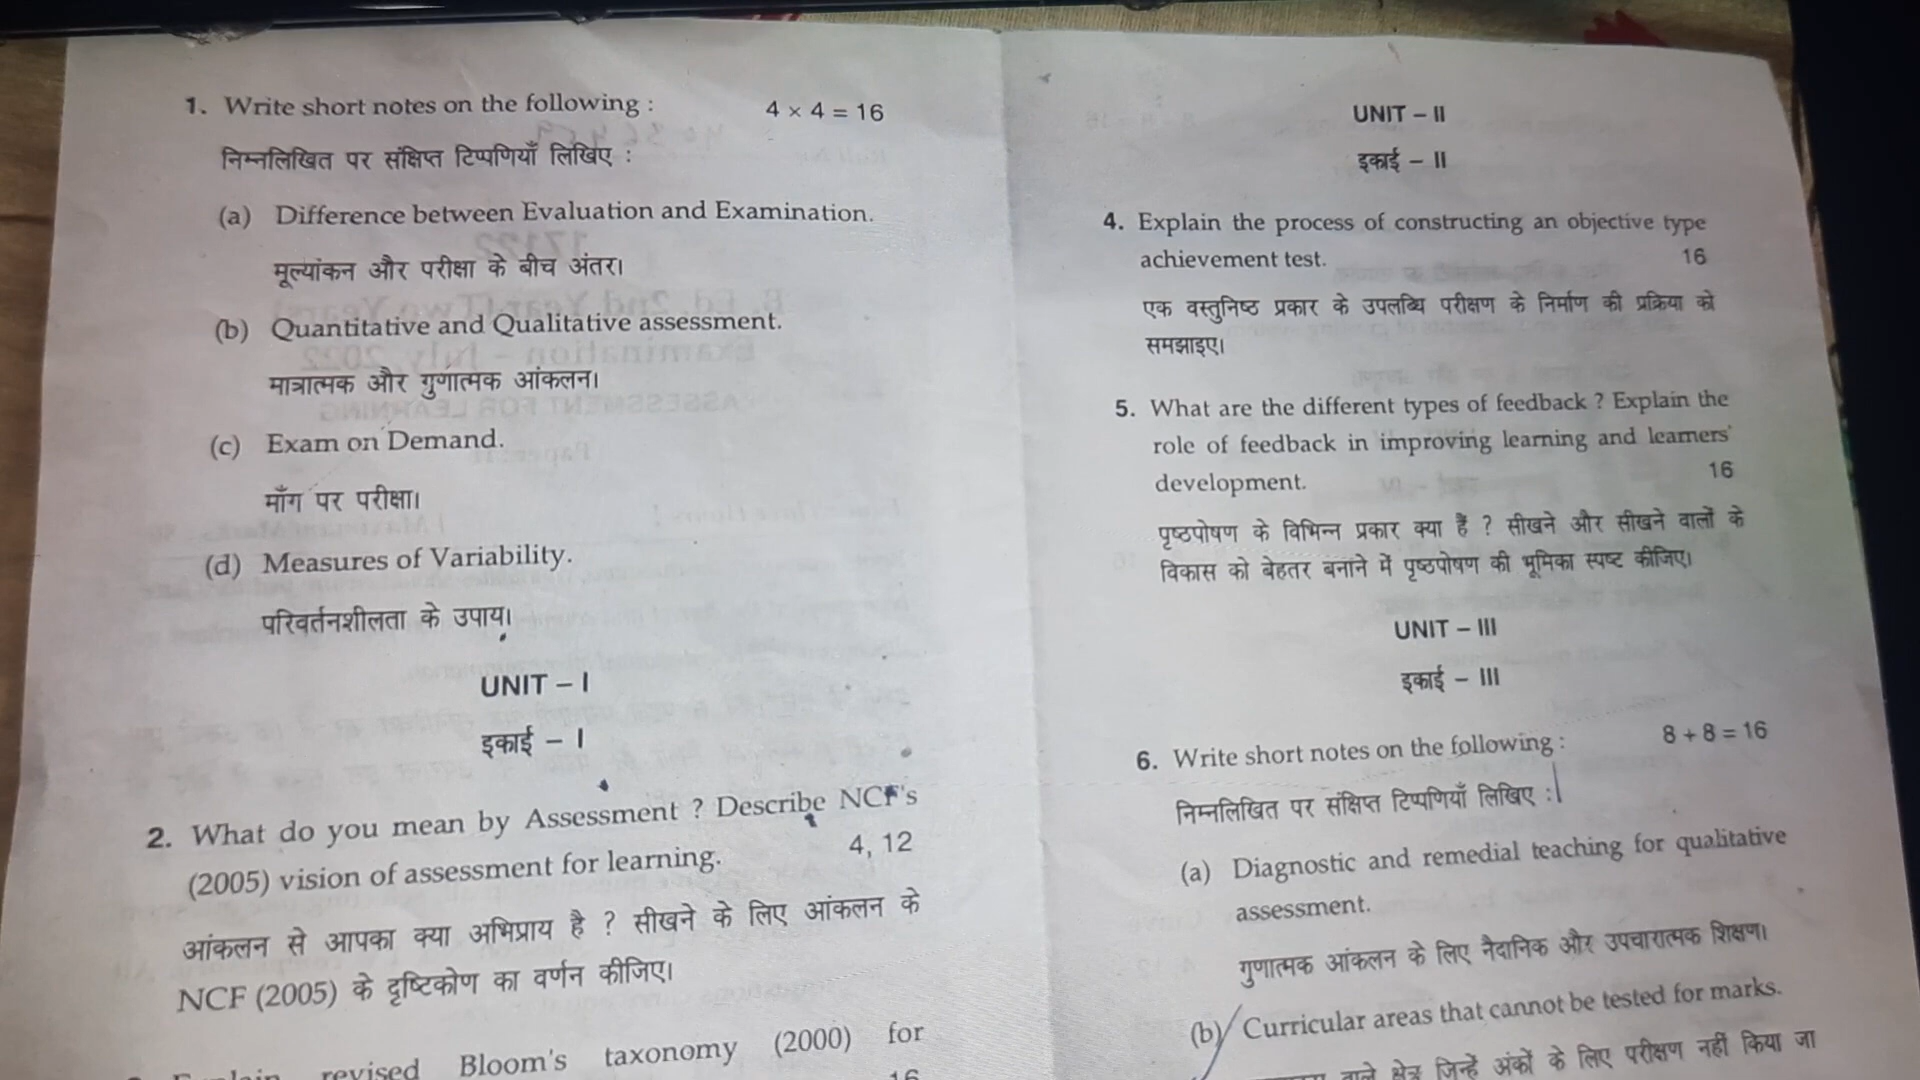 1. Write short notes on the following : 4 × 4 = 16
निम्नलिखित पर संक्षिप्त टिप्पणियाँ लिखिए :
(a) Difference between Evaluation and Examination.
मूल्यांकन और परीक्षा के बीच अंतर।
(b) Quantitative and Qualitative assessment.
मात्रात्मक और गुणात्मक आंकलन।
(c) Exam on Demand.
माँग पर परीक्षा।
(d) Measures of Variability.
परिवर्तनशीलता के उपाय।
UNIT – I
इकाई – I
2. What do you mean by Assessment ? Describe NCF's
(2005) vision of assessment for learning. 4, 12
आंकलन से आपका क्या अभिप्राय है ? सीखने के लिए आंकलन के
NCF (2005) के दृष्टिकोण का वर्णन कीजिए।
Explain revised Bloom's taxonomy (2000) for
16
UNIT – II
इकाई – II
4. Explain the process of constructing an objective type
achievement test. 16
एक वस्तुनिष्ठ प्रकार के उपलब्धि परीक्षण के निर्माण की प्रक्रिया को
समझाइए।
5. What are the different types of feedback ? Explain the
role of feedback in improving learning and learners'
development. 16
पृष्ठपोषण के विभिन्न प्रकार क्या हैं ? सीखने और सीखने वालों के
विकास को बेहतर बनाने में पृष्ठपोषण की भूमिका स्पष्ट कीजिए।
UNIT – III
इकाई – III
6. Write short notes on the following : 8 + 8 = 16
निम्नलिखित पर संक्षिप्त टिप्पणियाँ लिखिए :
(a) Diagnostic and remedial teaching for qualitative
assessment.
गुणात्मक आंकलन के लिए नैदानिक और उपचारात्मक शिक्षण।
(b) Curricular areas that cannot be tested for marks.
वाले क्षेत्र जिन्हें अंकों के लिए परीक्षण नहीं किया जा